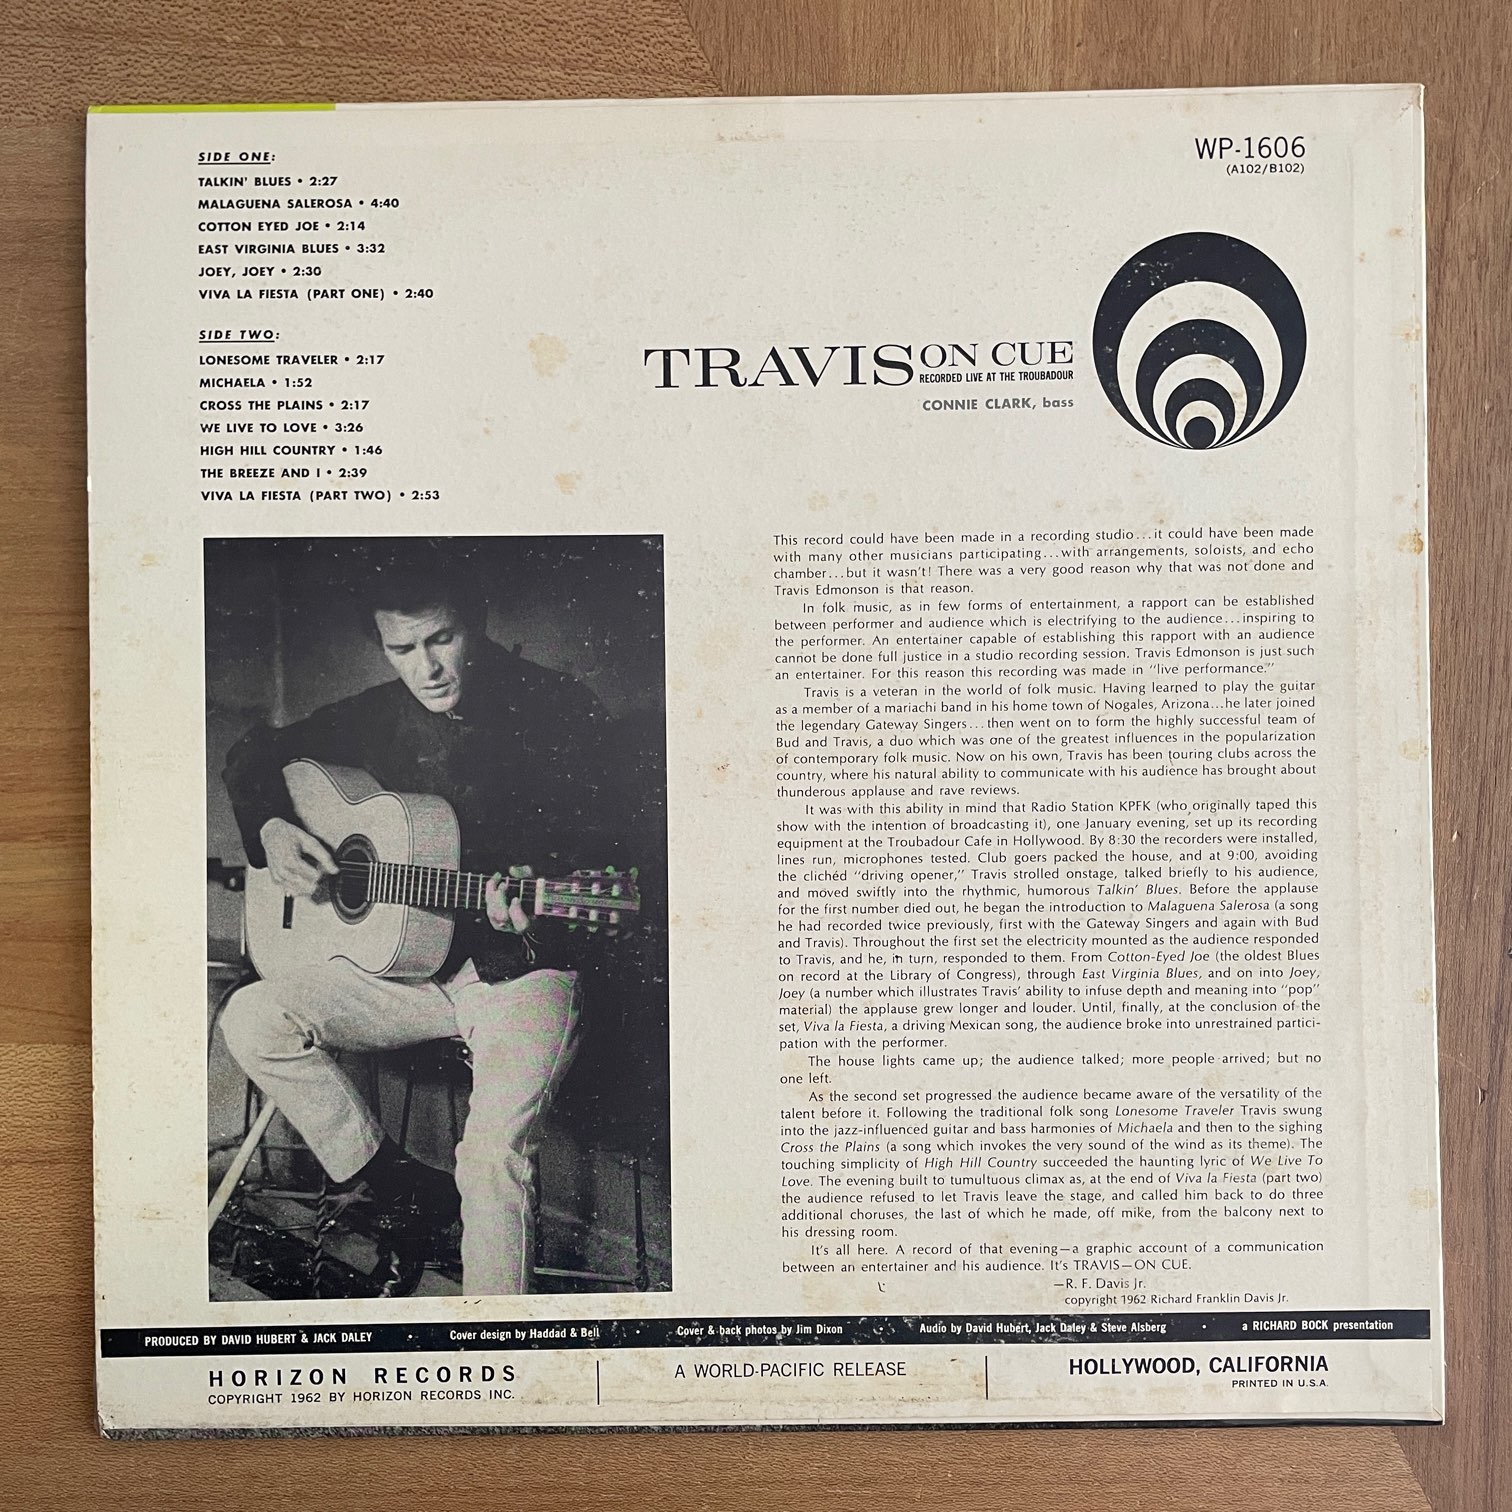 SIDE ONE:
TALKIN' BLUES • 2:27
MALAGUENA SALEROSA • 4:40
COTTON EYED JOE • 2:14
EAST VIRGINIA BLUES • 3:32
JOEY, JOEY • 2:30
VIVA LA FIESTA (PART ONE) • 2:40
SIDE TWO:
LONESOME TRAVELER • 2:17
MICHAELA • 1:52
CROSS THE PLAINS • 2:17
WE LIVE TO LOVE • 3:26
HIGH HILL COUNTRY • 1:46
THE BREEZE AND I • 2:39
VIVA LA FIESTA (PART TWO) • 2:53
WP-1606
(A102/B102)
TRAVIS ON CUE
RECORDED LIVE AT THE TROUBADOUR
CONNIE CLARK, bass
This record could have been made in a recording studio...it could have been made
with many other musicians participating...with arrangements, soloists, and echo
chamber...but it wasn't! There was a very good reason why that was not done and
Travis Edmonson is that reason.
In folk music, as in few forms of entertainment, a rapport can be established
between performer and audience which is electrifying to the audience...inspiring to
the performer. An entertainer capable of establishing this rapport with an audience
cannot be done full justice in a studio recording session. Travis Edmonson is just such
an entertainer. For this reason this recording was made in "live performance."
Travis is a veteran in the world of folk music. Having learned to play the guitar
as a member of a mariachi band in his home town of Nogales, Arizona...he later joined
the legendary Gateway Singers...then went on to form the highly successful team of
Bud and Travis, a duo which was one of the greatest influences in the popularization
of contemporary folk music. Now on his own, Travis has been touring clubs across the
country, where his natural ability to communicate with his audience has brought about
thunderous applause and rave reviews.
It was with this ability in mind that Radio Station KPFK (who originally taped this
show with the intention of broadcasting it), one January evening, set up its recording
equipment at the Troubadour Cafe in Hollywood. By 8:30 the recorders were installed,
lines run, microphones tested. Club goers packed the house, and at 9:00, avoiding
the clichéd "driving opener," Travis strolled onstage, talked briefly to his audience,
and moved swiftly into the rhythmic, humorous Talkin' Blues. Before the applause
for the first number died out, he began the introduction to Malaguena Salerosa (a song
he had recorded twice previously, first with the Gateway Singers and again with Bud
and Travis). Throughout the first set the electricity mounted as the audience responded
to Travis, and he, in turn, responded to them. From Cotton-Eyed Joe (the oldest Blues
on record at the Library of Congress), through East Virginia Blues, and on into Joey,
Joey (a number which illustrates Travis' ability to infuse depth and meaning into "pop"
material) the applause grew longer and louder. Until, finally, at the conclusion of the
set, Viva la Fiesta, a driving Mexican song, the audience broke into unrestrained partici-
pation with the performer.
The house lights came up; the audience talked; more people arrived; but no
one left.
As the second set progressed the audience became aware of the versatility of the
talent before it. Following the traditional folk song Lonesome Traveler Travis swung
into the jazz-influenced guitar and bass harmonies of Michaela and then to the sighing
Cross the Plains (a song which invokes the very sound of the wind as its theme). The
touching simplicity of High Hill Country succeeded the haunting lyric of We Live To
Love. The evening built to tumultuous climax as, at the end of Viva la Fiesta (part two)
the audience refused to let Travis leave the stage, and called him back to do three
additional choruses, the last of which he made, off mike, from the balcony next to
his dressing room.
It's all here. A record of that evening—a graphic account of a communication
between an entertainer and his audience. It's TRAVIS—ON CUE.
—R. F. Davis Jr.
copyright 1962 Richard Franklin Davis Jr.
PRODUCED BY DAVID HUBERT & JACK DALEY • Cover design by Haddad & Bell • Cover & back photos by Jim Dixon • Audio by David Hubert, Jack Daley & Steve Alsberg • a RICHARD BOCK presentation
HORIZON RECORDS
COPYRIGHT 1962 BY HORIZON RECORDS INC.
A WORLD-PACIFIC RELEASE
HOLLYWOOD, CALIFORNIA
PRINTED IN U.S.A.